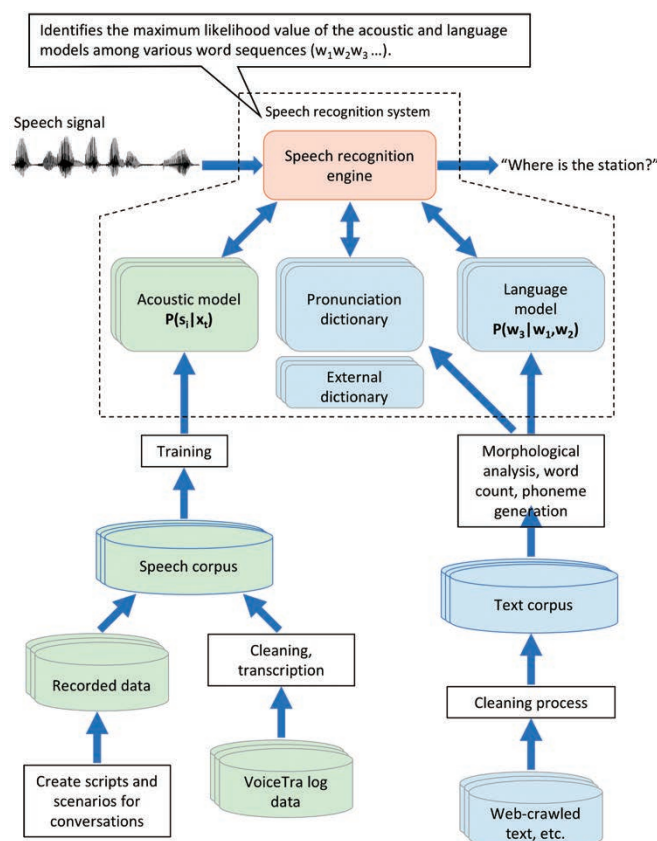 Identifies the maximum likelihood value of the acoustic and language
models among various word sequences (w₁w₂w₃ ...).
Speech recognition system
Speech signal
Speech recognition
engine
“Where is the station?”
Acoustic model
P(sᵢ|xₜ)
Pronunciation
dictionary
Language
model
P(w₃|w₁,w₂)
External
dictionary
Training
Morphological
analysis, word
count, phoneme
generation
Speech corpus
Text corpus
Recorded data
Cleaning,
transcription
Cleaning process
Create scripts and
scenarios for
conversations
VoiceTra log
data
Web-crawled
text, etc.